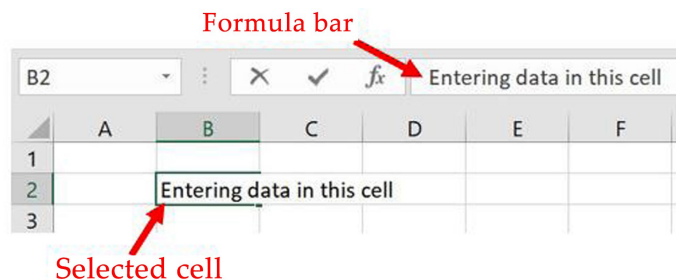 Formula bar
B2 fx Entering data in this cell
A B C D E F
1
2 Entering data in this cell
3
Selected cell